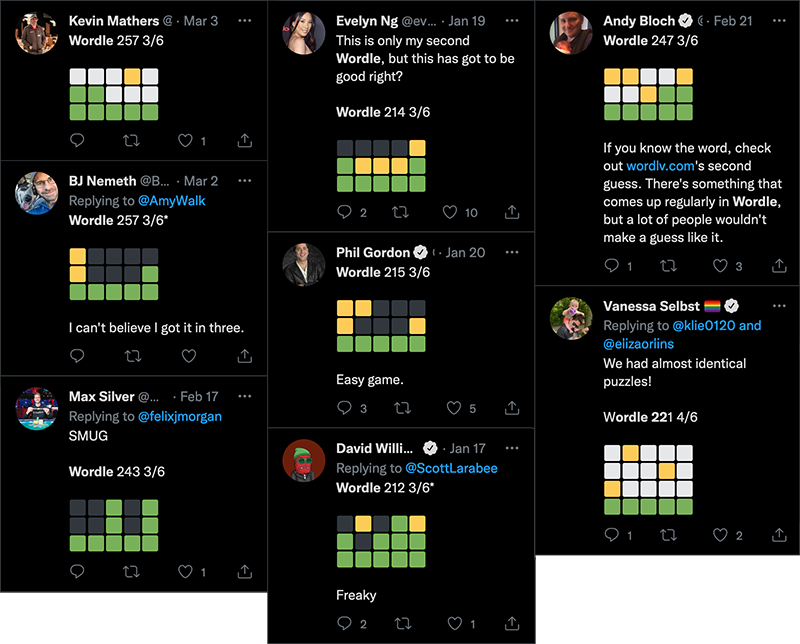 Kevin Mathers @ · Mar 3 ···
Wordle 257 3/6
1
BJ Nemeth @B... · Mar 2 ···
Replying to @AmyWalk
Wordle 257 3/6*
I can't believe I got it in three.
Max Silver @... · Feb 17 ···
Replying to @felixjmorgan
SMUG
Wordle 243 3/6
1
Evelyn Ng @ev... · Jan 19 ···
This is only my second
Wordle, but this has got to be
good right?
Wordle 214 3/6
2 10
Phil Gordon · Jan 20 ···
Wordle 215 3/6
Easy game.
3 5
David Willi... · Jan 17 ···
Replying to @ScottLarabee
Wordle 212 3/6*
Freaky
2 1
Andy Bloch · Feb 21 ···
Wordle 247 3/6
If you know the word, check
out wordlv.com's second
guess. There's something that
comes up regularly in Wordle,
but a lot of people wouldn't
make a guess like it.
1 3
Vanessa Selbst ···
Replying to @klie0120 and
@elizaorlins
We had almost identical
puzzles!
Wordle 221 4/6
1 2